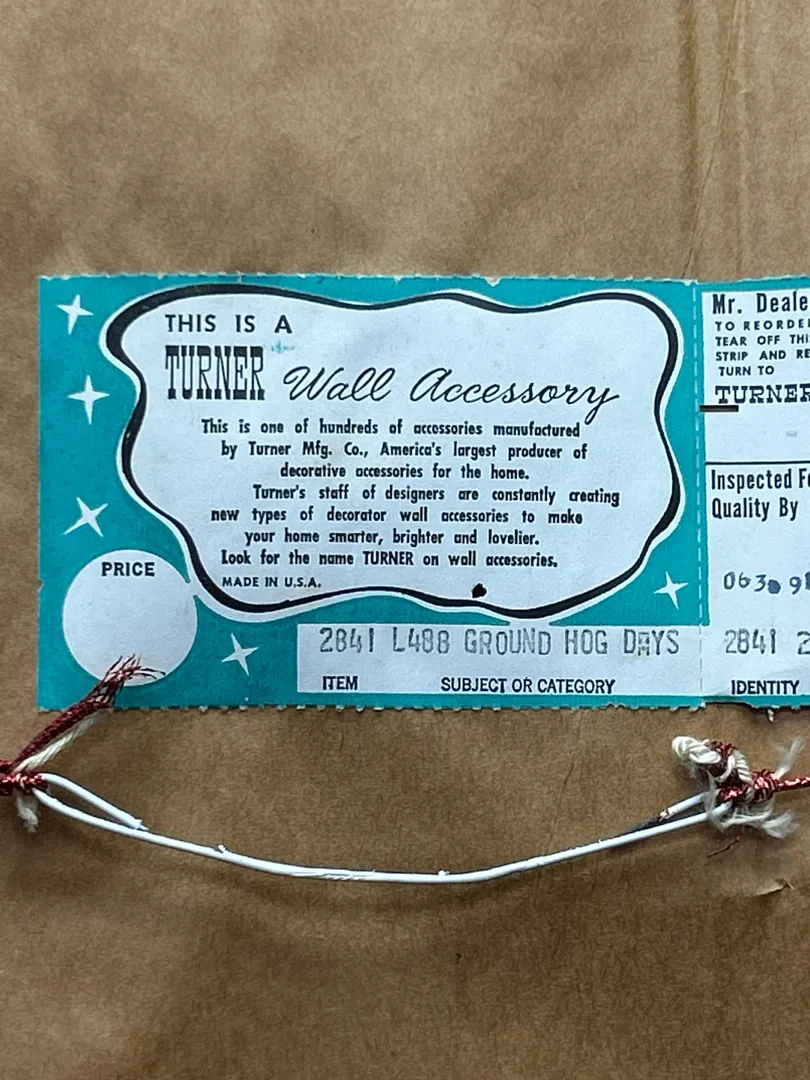 THIS IS A
TURNER Wall Accessory
This is one of hundreds of accessories manufactured
by Turner Mfg. Co., America's largest producer of
decorative accessories for the home.
Turner's staff of designers are constantly creating
new types of decorator wall accessories to make
your home smarter, brighter and lovelier.
Look for the name TURNER on wall accessories.
MADE IN U.S.A.
PRICE
2841 L488 GROUND HOG DAYS
ITEM SUBJECT OR CATEGORY
Mr. Deale
TO REORDE
TEAR OFF THI
STRIP AND RE
TURN TO
TURNER
Inspected Fo
Quality By
2841 2
IDENTITY